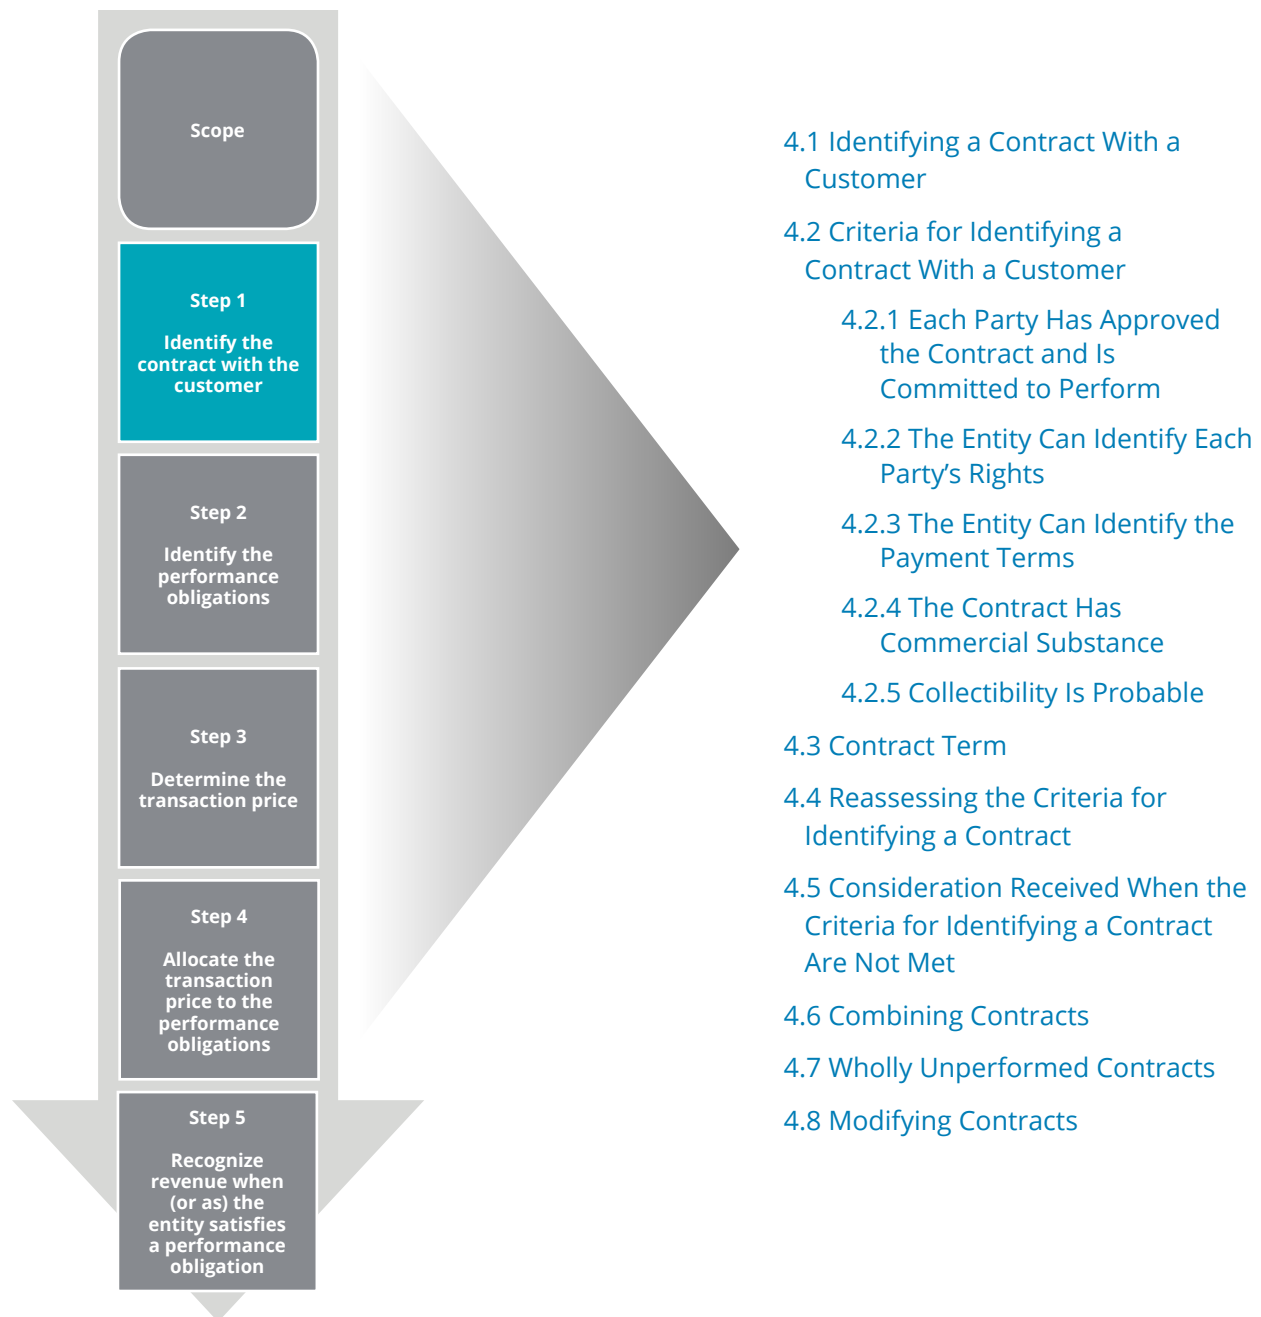 Scope
Step 1
Identify the
contract with the
customer
Step 2
Identify the
performance
obligations
Step 3
Determine the
transaction price
Step 4
Allocate the
transaction
price to the
performance
obligations
Step 5
Recognize
revenue when
(or as) the
entity satisfies
a performance
obligation
4.1 Identifying a Contract With a
Customer
4.2 Criteria for Identifying a
Contract With a Customer
4.2.1 Each Party Has Approved
the Contract and Is
Committed to Perform
4.2.2 The Entity Can Identify Each
Party’s Rights
4.2.3 The Entity Can Identify the
Payment Terms
4.2.4 The Contract Has
Commercial Substance
4.2.5 Collectibility Is Probable
4.3 Contract Term
4.4 Reassessing the Criteria for
Identifying a Contract
4.5 Consideration Received When the
Criteria for Identifying a Contract
Are Not Met
4.6 Combining Contracts
4.7 Wholly Unperformed Contracts
4.8 Modifying Contracts